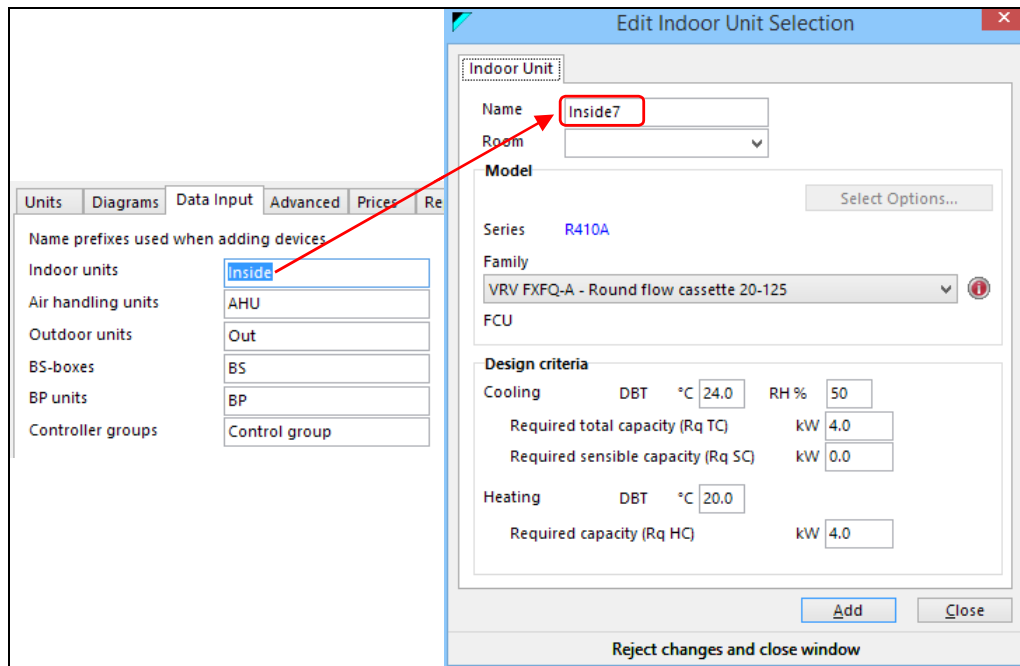 Units Diagrams Data Input Advanced Prices Re
Name prefixes used when adding devices
Indoor units Inside
Air handling units AHU
Outdoor units Out
BS-boxes BS
BP units BP
Controller groups Control group
Edit Indoor Unit Selection
Indoor Unit
Name Inside7
Room
Model
Select Options...
Series R410A
Family
VRV FXFQ-A - Round flow cassette 20-125
FCU
Design criteria
Cooling DBT °C 24.0 RH % 50
Required total capacity (Rq TC) kW 4.0
Required sensible capacity (Rq SC) kW 0.0
Heating DBT °C 20.0
Required capacity (Rq HC) kW 4.0
Add Close
Reject changes and close window